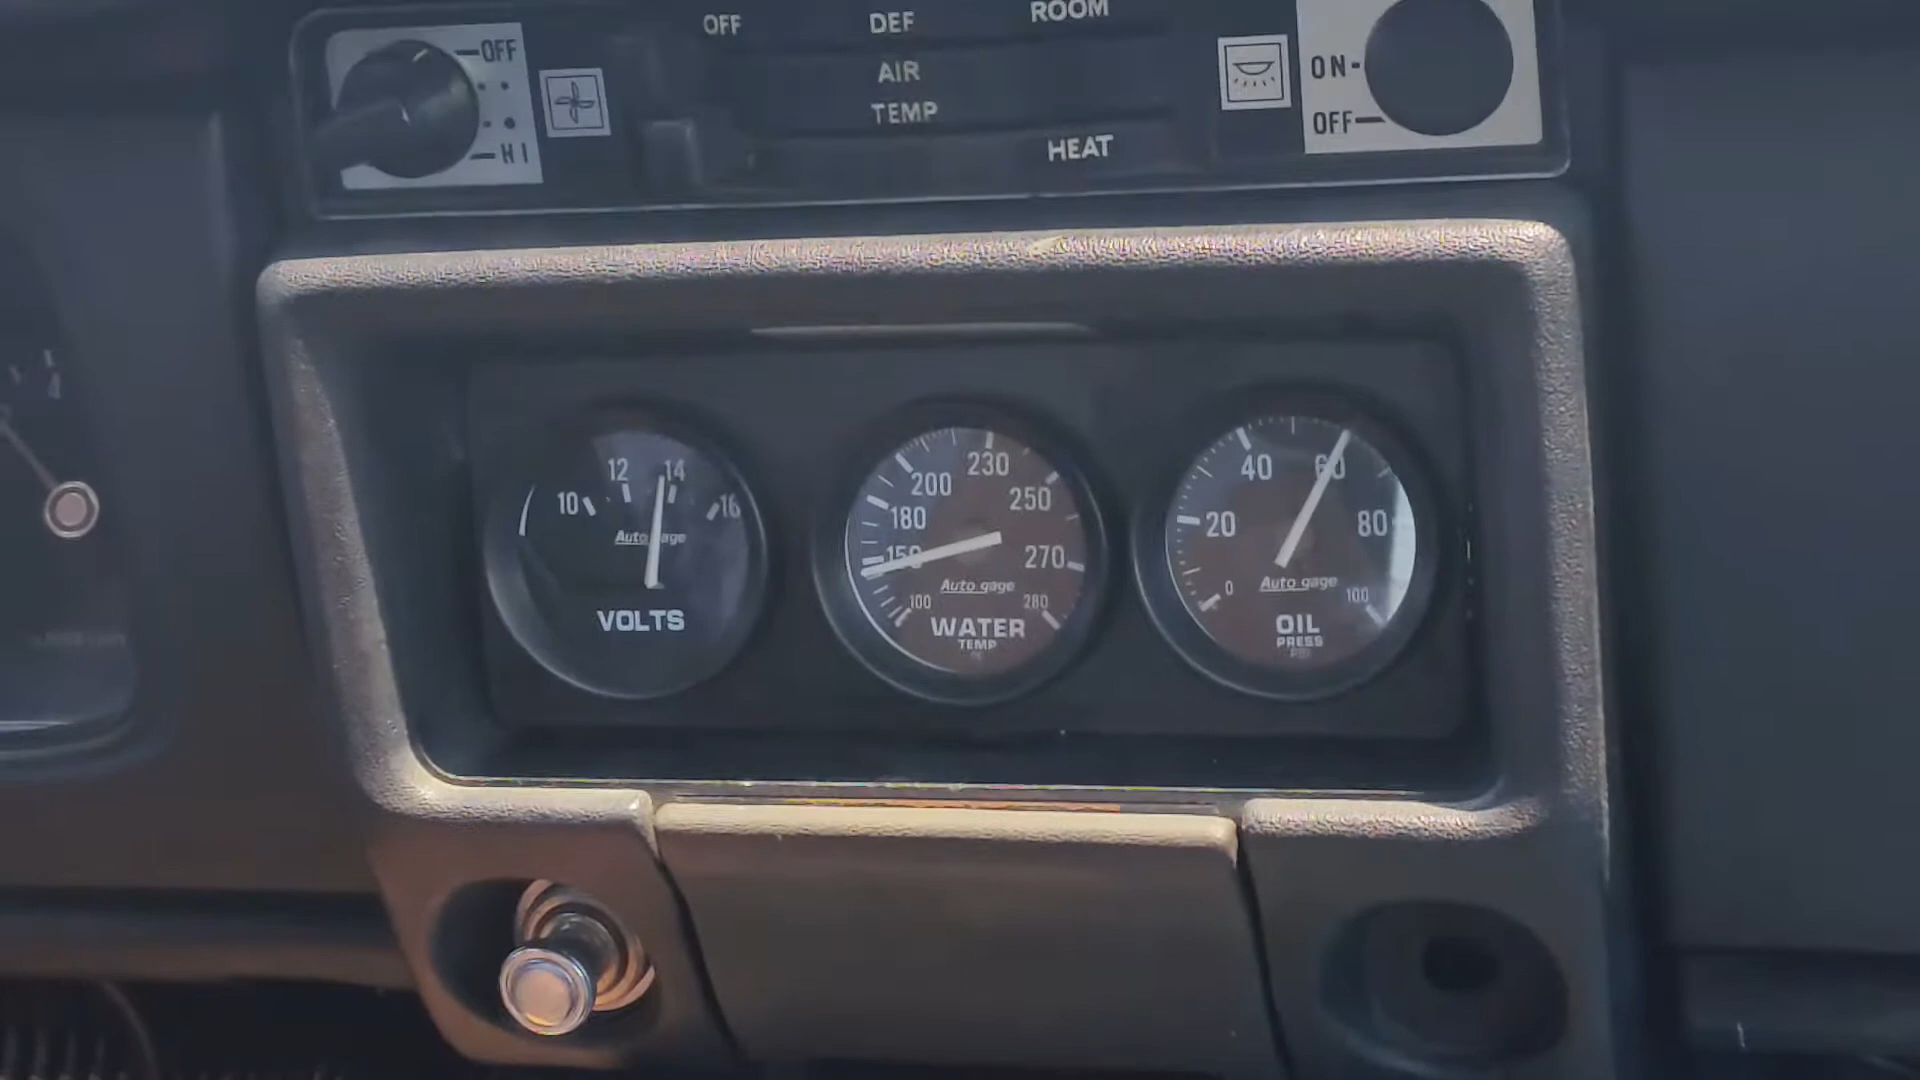 OFF
HI
OFF DEF ROOM
AIR
TEMP
HEAT
ON
OFF
10 12 14 16
Auto gage
VOLTS
100 150 180 200 230 250 270 280
Auto gage
WATER
TEMP
0 20 40 60 80 100
Auto gage
OIL
PRESS
PSI